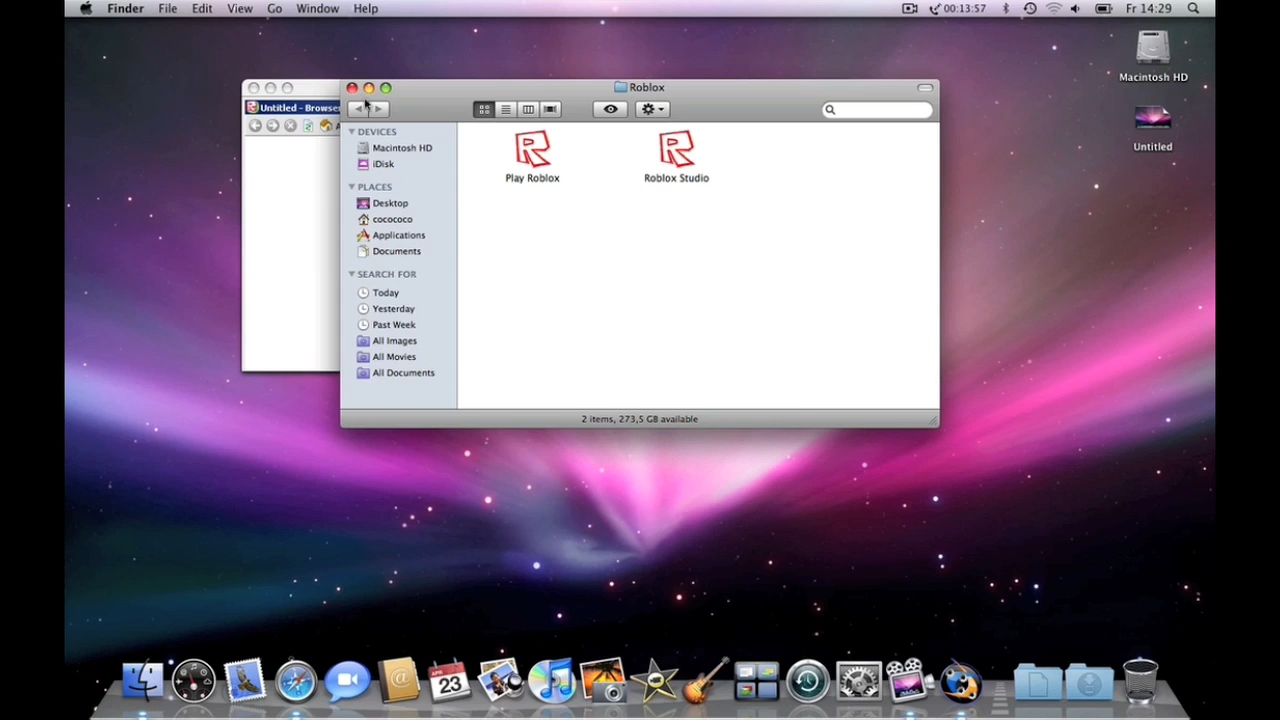 Finder File Edit View Go Window Help 00:13:57 Fr 14:29
Macintosh HD
Untitled
Untitled - Browse
Roblox
DEVICES
Macintosh HD
iDisk
PLACES
Desktop
cocococo
Applications
Documents
SEARCH FOR
Today
Yesterday
Past Week
All Images
All Movies
All Documents
Play Roblox
Roblox Studio
2 items, 273,5 GB available
23